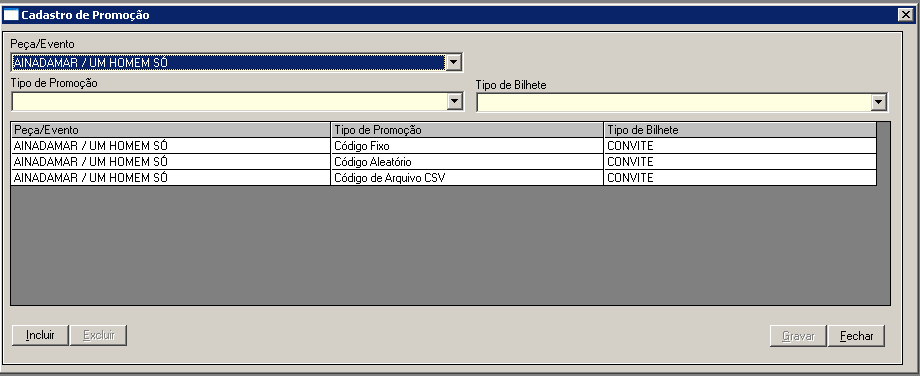 Cadastro de Promoção
Peça/Evento
AINADAMAR / UM HOMEM SÓ
Tipo de Promoção
Tipo de Bilhete
Peça/Evento Tipo de Promoção Tipo de Bilhete
AINADAMAR / UM HOMEM SÓ Código Fixo CONVITE
AINADAMAR / UM HOMEM SÓ Código Aleatório CONVITE
AINADAMAR / UM HOMEM SÓ Código de Arquivo CSV CONVITE
Incluir Excluir Gravar Fechar